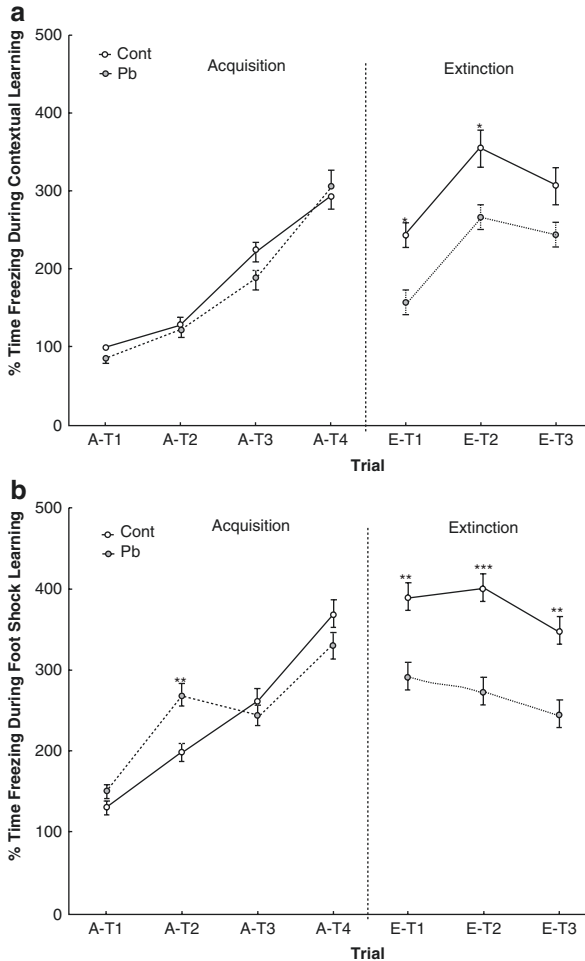 a
% Time Freezing During Contextual Learning
500
400
300
200
100
0
Cont
Pb
Acquisition
Extinction
*
*
A-T1 A-T2 A-T3 A-T4 E-T1 E-T2 E-T3
Trial
b
% Time Freezing During Foot Shock Learning
500
400
300
200
100
0
Cont
Pb
Acquisition
Extinction
**
**
***
**
A-T1 A-T2 A-T3 A-T4 E-T1 E-T2 E-T3
Trial